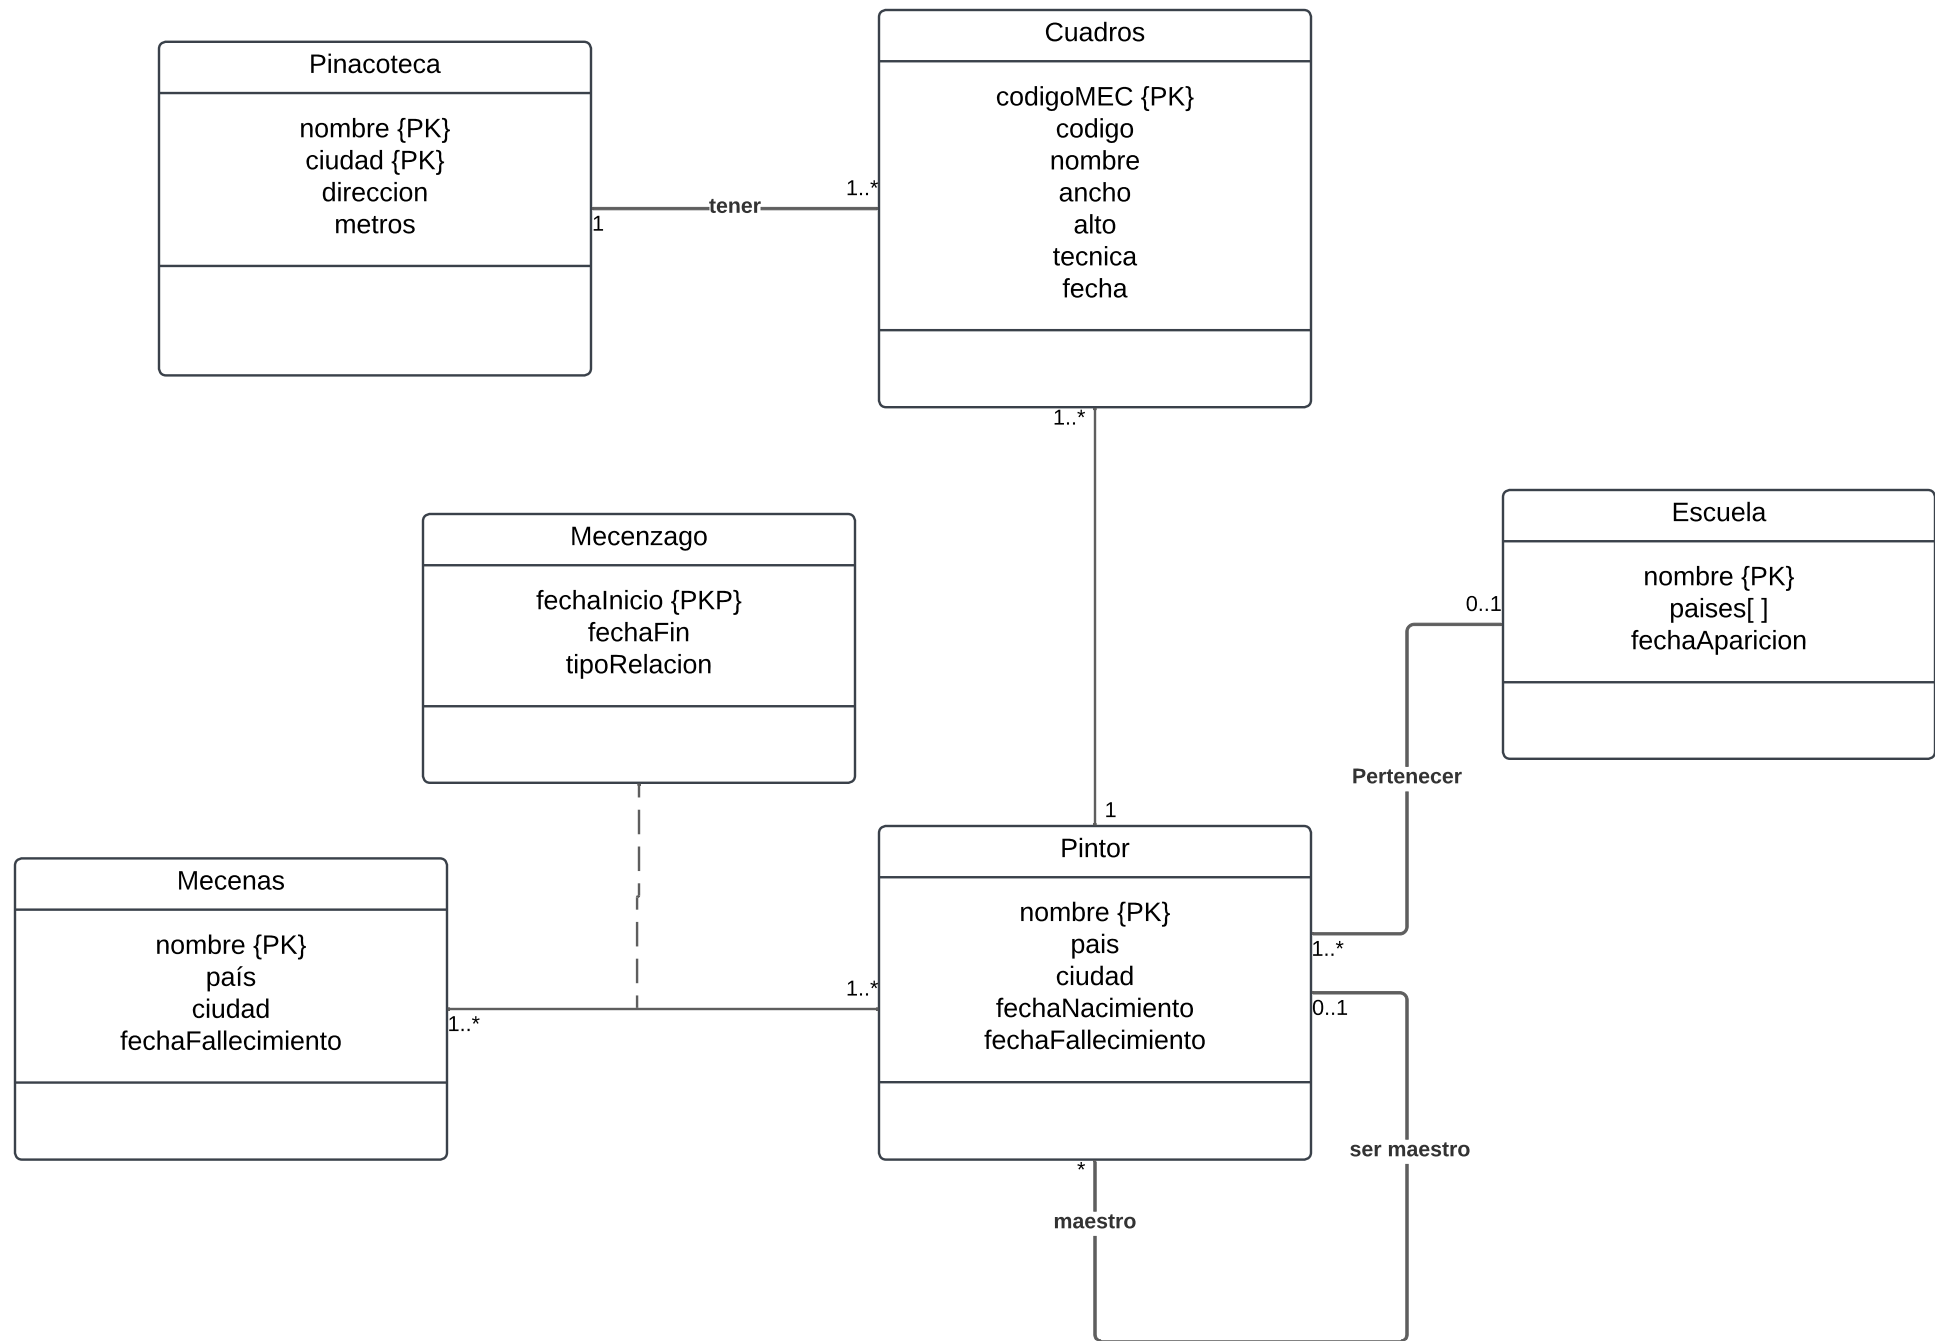 Cuadros
codigoMEC {PK}
codigo
nombre
ancho
alto
tecnica
fecha
Pinacoteca
nombre {PK}
ciudad {PK}
direccion
metros
1..*
tener
1
1..*
Escuela
nombre {PK}
paises[ ]
fechaAparicion
Mecenzago
fechaInicio {PKP}
fechaFin
tipoRelacion
0..1
Pertenecer
1
Pintor
nombre {PK}
pais
ciudad
fechaNacimiento
fechaFallecimiento
Mecenas
nombre {PK}
país
ciudad
fechaFallecimiento
1..*
1..*
1..*
0..1
ser maestro
*
maestro